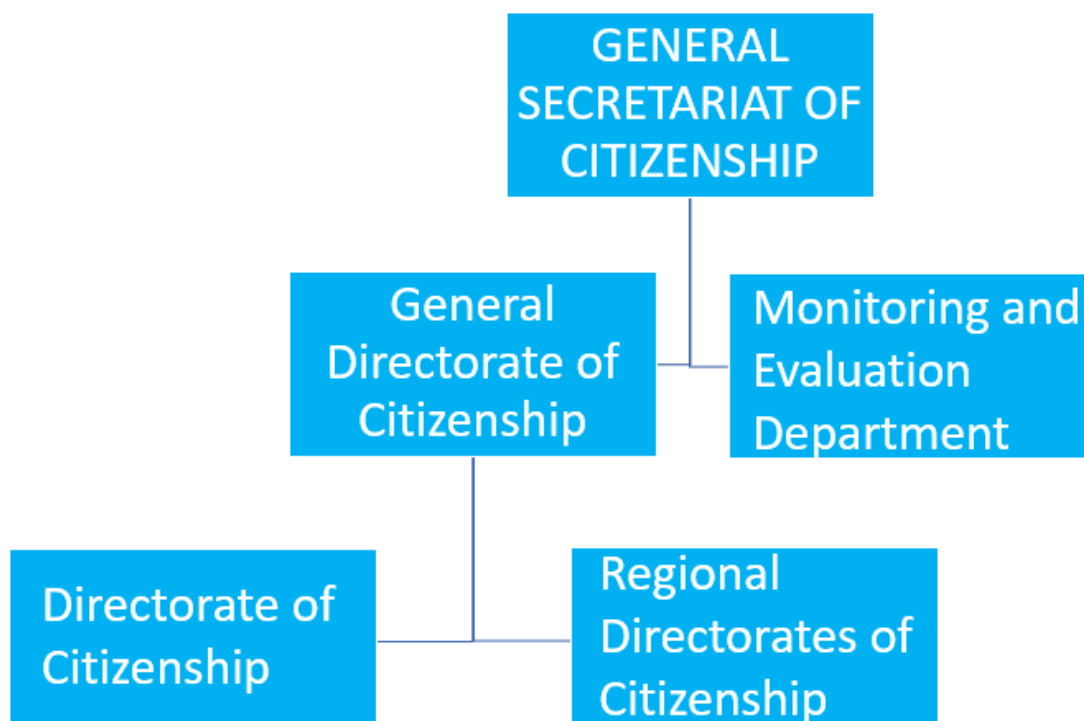 GENERAL
SECRETARIAT OF
CITIZENSHIP
General
Directorate of
Citizenship
Monitoring and
Evaluation
Department
Directorate of
Citizenship
Regional
Directorates of
Citizenship